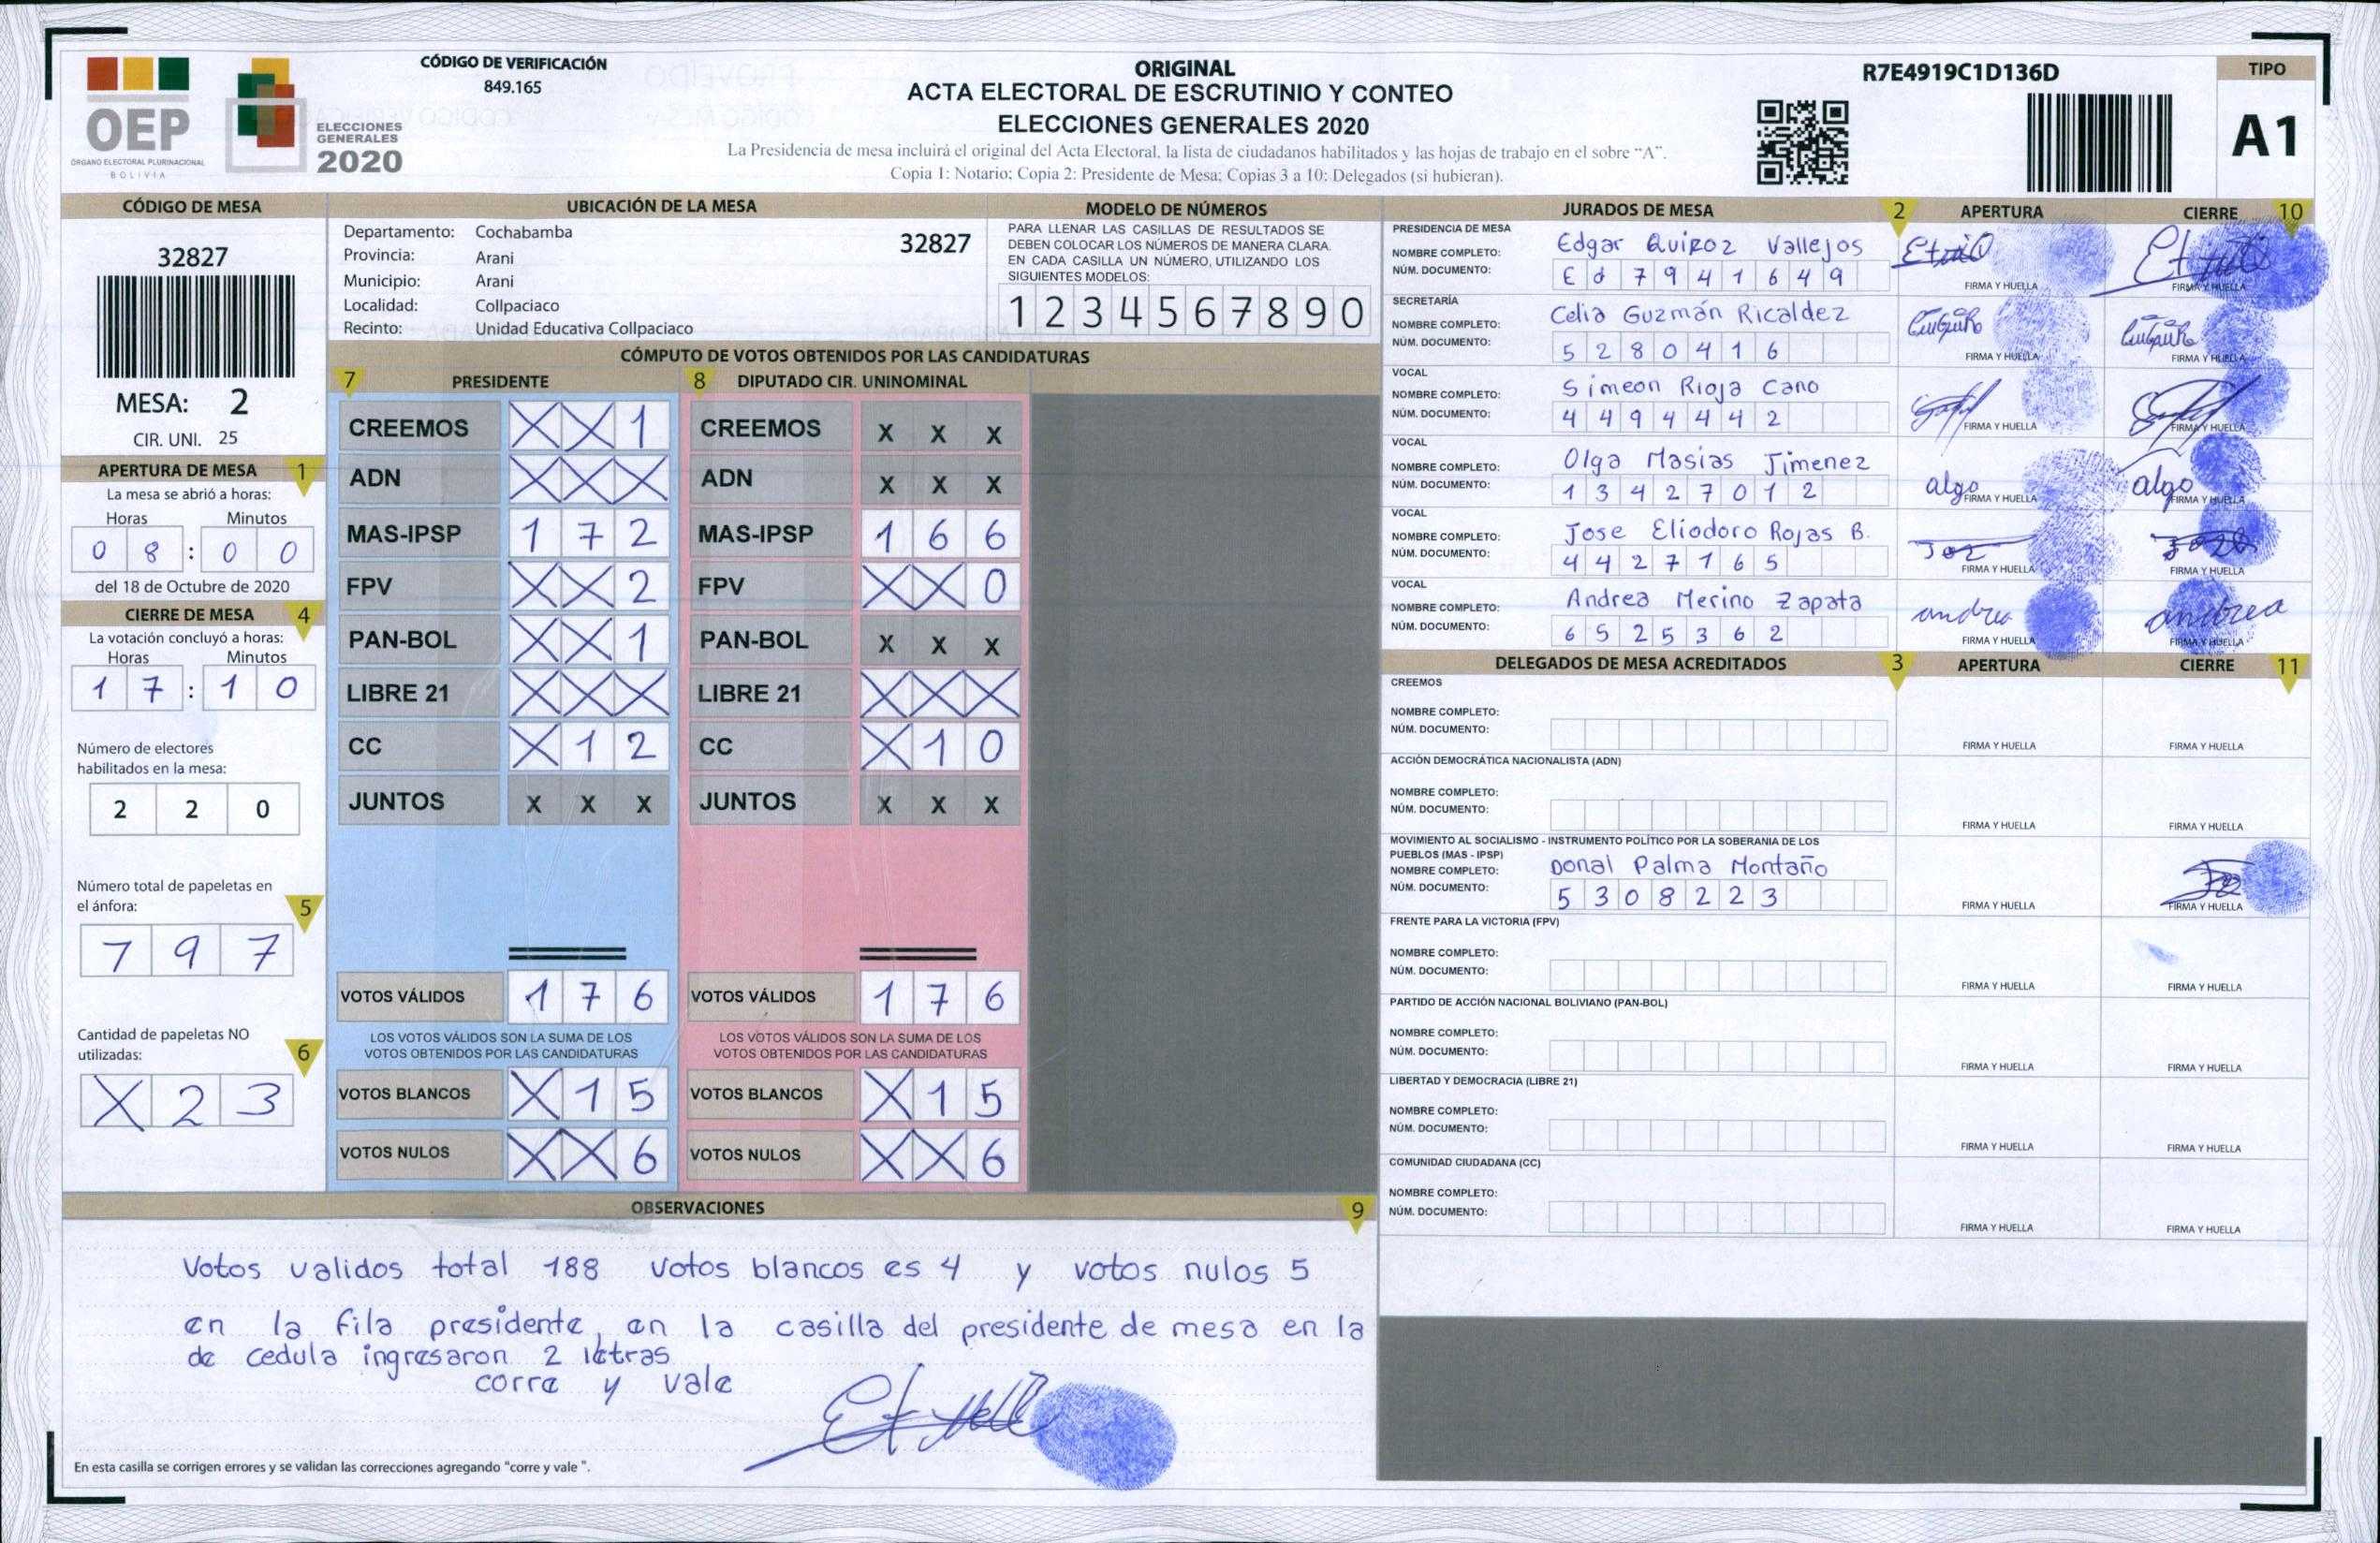 OEP
ÓRGANO ELECTORAL PLURINACIONAL
BOLIVIA
ELECCIONES
GENERALES
2020
CÓDIGO DE VERIFICACIÓN
849.165
ORIGINAL
ACTA ELECTORAL DE ESCRUTINIO Y CONTEO
ELECCIONES GENERALES 2020
La Presidencia de mesa incluirá el original del Acta Electoral, la lista de ciudadanos habilitados y las hojas de trabajo en el sobre “A”.
Copia 1: Notario; Copia 2: Presidente de Mesa; Copias 3 a 10: Delegados (si hubieran).
R7E4919C1D136D
TIPO
A1
CÓDIGO DE MESA
32827
MESA: 2
CIR. UNI. 25
APERTURA DE MESA 1
La mesa se abrió a horas:
Horas Minutos
0 8 : 0 0
del 18 de Octubre de 2020
CIERRE DE MESA 4
La votación concluyó a horas:
Horas Minutos
1 7 : 1 0
Número de electores
habilitados en la mesa:
2 2 0
Número total de papeletas en
el ánfora: 5
7 9 7
Cantidad de papeletas NO
utilizadas: 6
X 2 3
UBICACIÓN DE LA MESA
Departamento: Cochabamba 32827
Provincia: Arani
Municipio: Arani
Localidad: Collpaciaco
Recinto: Unidad Educativa Collpaciaco
MODELO DE NÚMEROS
PARA LLENAR LAS CASILLAS DE RESULTADOS SE
DEBEN COLOCAR LOS NÚMEROS DE MANERA CLARA.
EN CADA CASILLA UN NÚMERO, UTILIZANDO LOS
SIGUIENTES MODELOS:
1 2 3 4 5 6 7 8 9 0
CÓMPUTO DE VOTOS OBTENIDOS POR LAS CANDIDATURAS
7 PRESIDENTE 8 DIPUTADO CIR. UNINOMINAL
CREEMOS X X 1 CREEMOS X X X
ADN X X X ADN X X X
MAS-IPSP 1 7 2 MAS-IPSP 1 6 6
FPV X X 2 FPV X X 0
PAN-BOL X X 1 PAN-BOL X X X
LIBRE 21 X X X LIBRE 21 X X X
CC X 1 2 CC X 1 0
JUNTOS X X X JUNTOS X X X
VOTOS VÁLIDOS 1 7 6 VOTOS VÁLIDOS 1 7 6
LOS VOTOS VÁLIDOS SON LA SUMA DE LOS LOS VOTOS VÁLIDOS SON LA SUMA DE LOS
VOTOS OBTENIDOS POR LAS CANDIDATURAS VOTOS OBTENIDOS POR LAS CANDIDATURAS
VOTOS BLANCOS X 1 5 VOTOS BLANCOS X 1 5
VOTOS NULOS X X 6 VOTOS NULOS X X 6
OBSERVACIONES 9
Votos validos total 188 votos blancos es 4 y votos nulos 5
en la fila presidente, en la casilla del presidente de mesa en la
de cedula ingresaron 2 letras
corre y vale
En esta casilla se corrigen errores y se validan las correcciones agregando "corre y vale ".
JURADOS DE MESA 2 APERTURA CIERRE 10
PRESIDENCIA DE MESA
NOMBRE COMPLETO: Edgar Quiroz Vallejos
NÚM. DOCUMENTO: E d 7 9 4 1 6 4 9
FIRMA Y HUELLA FIRMA Y HUELLA
SECRETARÍA
NOMBRE COMPLETO: Celia Guzmán Ricaldez
NÚM. DOCUMENTO: 5 2 8 0 4 1 6
FIRMA Y HUELLA FIRMA Y HUELLA
VOCAL
NOMBRE COMPLETO: Simeon Rioja Cano
NÚM. DOCUMENTO: 4 4 9 4 4 4 2
FIRMA Y HUELLA FIRMA Y HUELLA
VOCAL
NOMBRE COMPLETO: Olga Masias Jimenez
NÚM. DOCUMENTO: 1 3 4 2 7 0 1 2
algo algo
FIRMA Y HUELLA FIRMA Y HUELLA
VOCAL
NOMBRE COMPLETO: Jose Eliodoro Rojas B.
NÚM. DOCUMENTO: 4 4 2 7 1 6 5
FIRMA Y HUELLA FIRMA Y HUELLA
VOCAL
NOMBRE COMPLETO: Andrea Merino Zapata
NÚM. DOCUMENTO: 6 5 2 5 3 6 2
andrea andrea
FIRMA Y HUELLA FIRMA Y HUELLA
DELEGADOS DE MESA ACREDITADOS 3 APERTURA CIERRE 11
CREEMOS
NOMBRE COMPLETO:
NÚM. DOCUMENTO:
FIRMA Y HUELLA FIRMA Y HUELLA
ACCIÓN DEMOCRÁTICA NACIONALISTA (ADN)
NOMBRE COMPLETO:
NÚM. DOCUMENTO:
FIRMA Y HUELLA FIRMA Y HUELLA
MOVIMIENTO AL SOCIALISMO - INSTRUMENTO POLÍTICO POR LA SOBERANIA DE LOS
PUEBLOS (MAS - IPSP)
NOMBRE COMPLETO: Donal Palma Montaño
NÚM. DOCUMENTO: 5 3 0 8 2 2 3
FIRMA Y HUELLA FIRMA Y HUELLA
FRENTE PARA LA VICTORIA (FPV)
NOMBRE COMPLETO:
NÚM. DOCUMENTO:
FIRMA Y HUELLA FIRMA Y HUELLA
PARTIDO DE ACCIÓN NACIONAL BOLIVIANO (PAN-BOL)
NOMBRE COMPLETO:
NÚM. DOCUMENTO:
FIRMA Y HUELLA FIRMA Y HUELLA
LIBERTAD Y DEMOCRACIA (LIBRE 21)
NOMBRE COMPLETO:
NÚM. DOCUMENTO:
FIRMA Y HUELLA FIRMA Y HUELLA
COMUNIDAD CIUDADANA (CC)
NOMBRE COMPLETO:
NÚM. DOCUMENTO:
FIRMA Y HUELLA FIRMA Y HUELLA